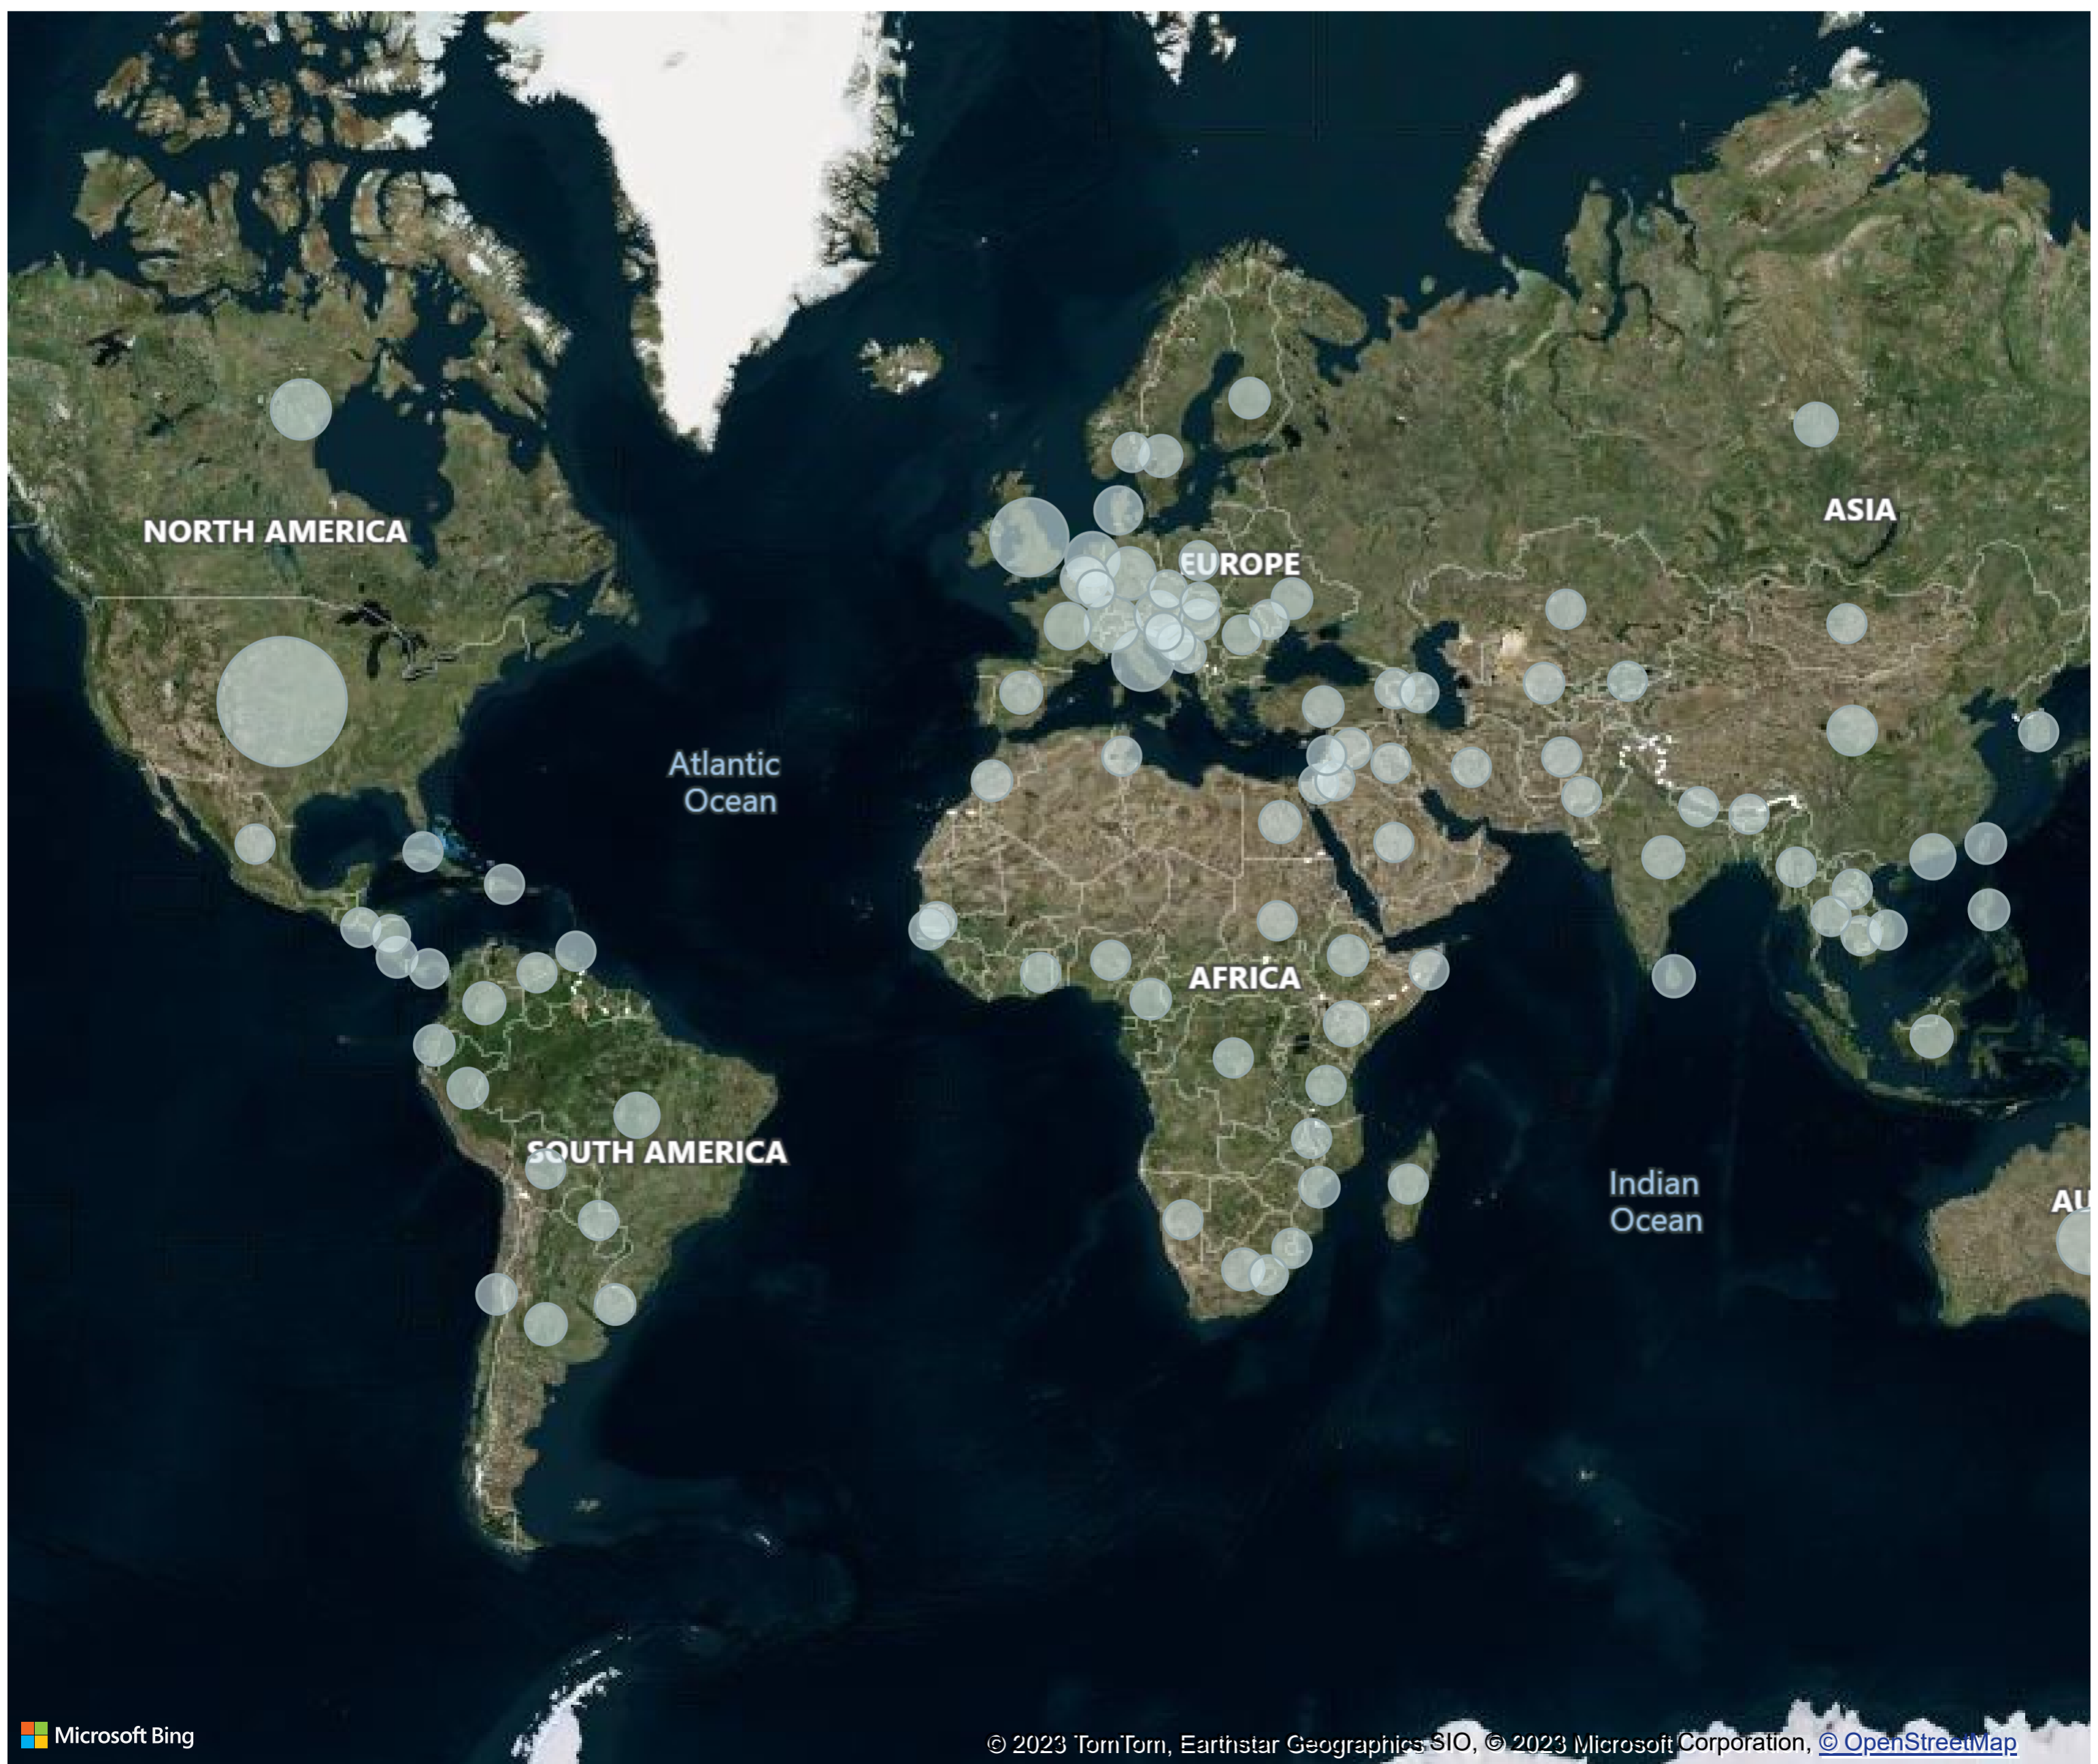 NORTH AMERICA
ASIA
EUROPE
Atlantic
Ocean
AFRICA
SOUTH AMERICA
Indian
Ocean
AU
Microsoft Bing
© 2023 TomTom, Earthstar Geographics SIO, © 2023 Microsoft Corporation, © OpenStreetMap